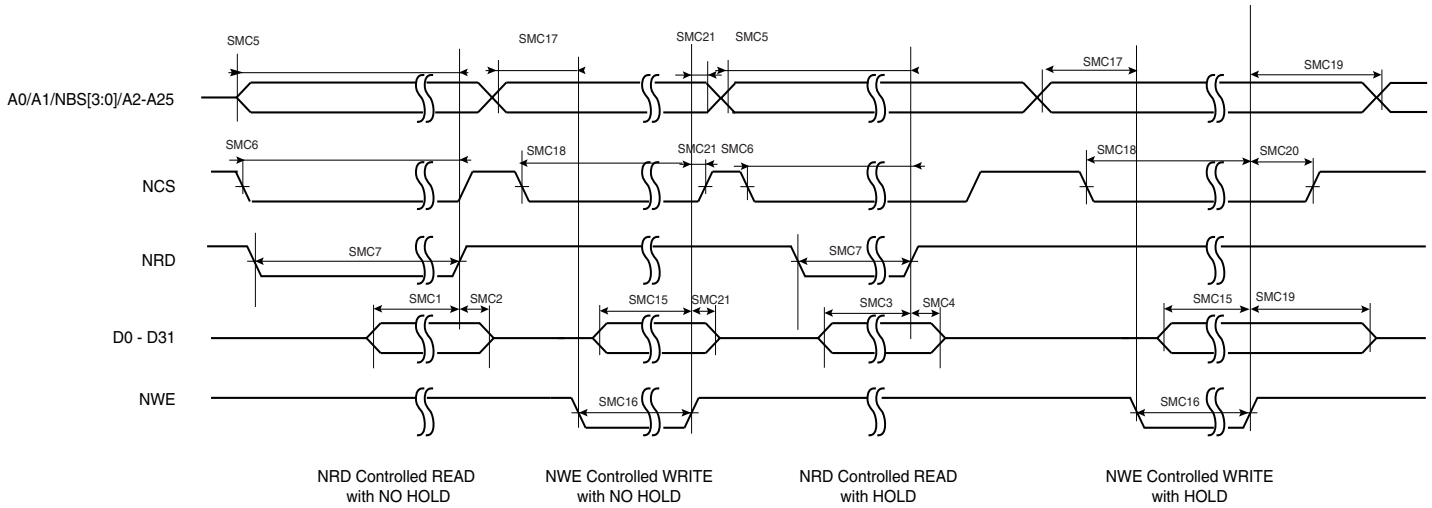 SMC5
SMC17
SMC21
SMC5
SMC17
SMC19
A0/A1/NBS[3:0]/A2-A25
SMC6
SMC18
SMC21
SMC6
SMC18
SMC20
NCS
NRD
SMC7
SMC7
SMC1
SMC2
SMC15
SMC21
SMC3
SMC4
SMC15
SMC19
D0 - D31
NWE
SMC16
SMC16
NRD Controlled READ
with NO HOLD
NWE Controlled WRITE
with NO HOLD
NRD Controlled READ
with HOLD
NWE Controlled WRITE
with HOLD